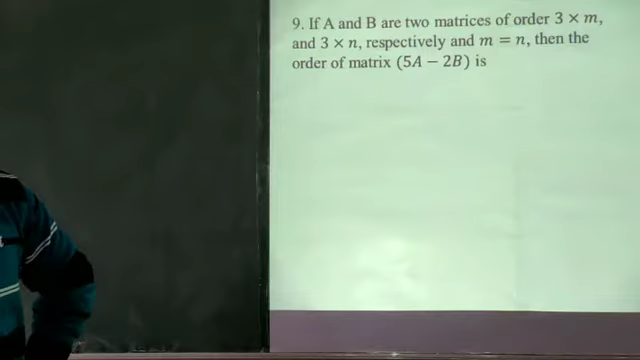 9. If A and B are two matrices of order 3 × m,
and 3 × n, respectively and m = n, then the
order of matrix (5A − 2B) is